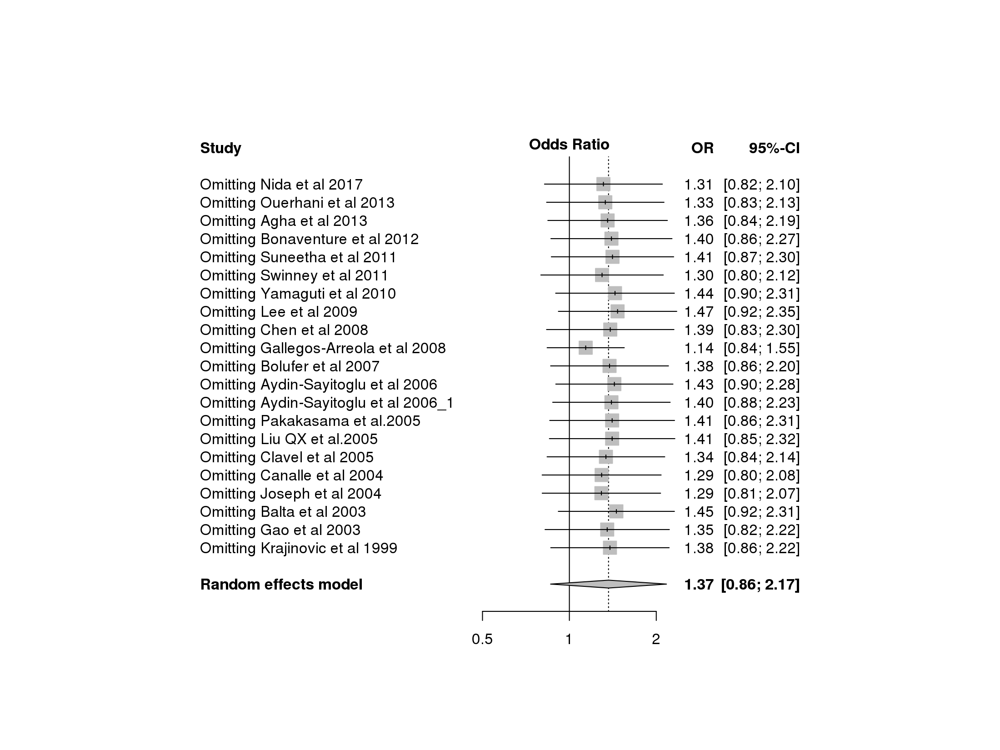 Study Odds Ratio OR 95%-CI
Omitting Nida et al 2017 1.31 [0.82; 2.10]
Omitting Ouerhani et al 2013 1.33 [0.83; 2.13]
Omitting Agha et al 2013 1.36 [0.84; 2.19]
Omitting Bonaventure et al 2012 1.40 [0.86; 2.27]
Omitting Suneetha et al 2011 1.41 [0.87; 2.30]
Omitting Swinney et al 2011 1.30 [0.80; 2.12]
Omitting Yamaguti et al 2010 1.44 [0.90; 2.31]
Omitting Lee et al 2009 1.47 [0.92; 2.35]
Omitting Chen et al 2008 1.39 [0.83; 2.30]
Omitting Gallegos-Arreola et al 2008 1.14 [0.84; 1.55]
Omitting Bolufer et al 2007 1.38 [0.86; 2.20]
Omitting Aydin-Sayitoglu et al 2006 1.43 [0.90; 2.28]
Omitting Aydin-Sayitoglu et al 2006_1 1.40 [0.88; 2.23]
Omitting Pakakasama et al.2005 1.41 [0.86; 2.31]
Omitting Liu QX et al.2005 1.41 [0.85; 2.32]
Omitting Clavel et al 2005 1.34 [0.84; 2.14]
Omitting Canalle et al 2004 1.29 [0.80; 2.08]
Omitting Joseph et al 2004 1.29 [0.81; 2.07]
Omitting Balta et al 2003 1.45 [0.92; 2.31]
Omitting Gao et al 2003 1.35 [0.82; 2.22]
Omitting Krajinovic et al 1999 1.38 [0.86; 2.22]
Random effects model 1.37 [0.86; 2.17]
0.5 1 2